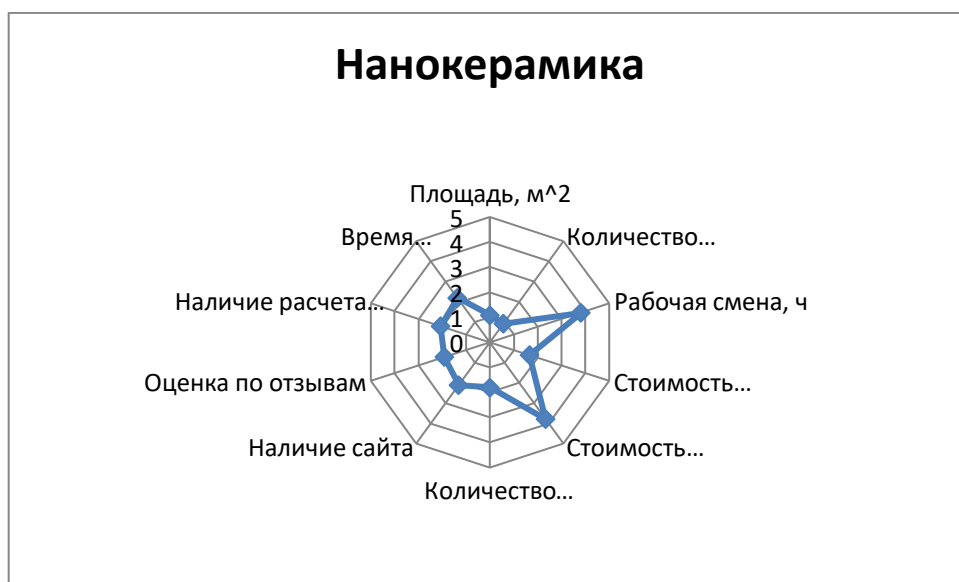 Нанокерамика
Площадь, м^2
5
4
3
2
1
0
Количество...
Рабочая смена, ч
Стоимость...
Стоимость...
Количество...
Наличие сайта
Оценка по отзывам
Наличие расчета...
Время...